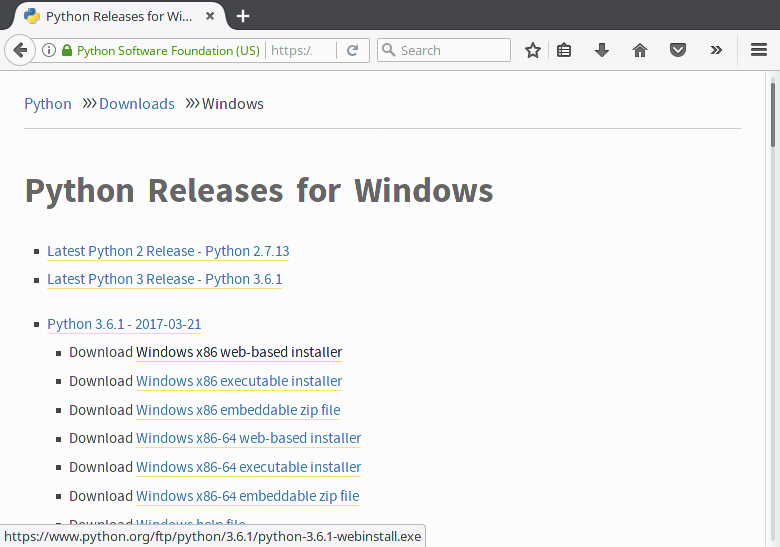 Python Releases for Wi...
Python Software Foundation (US) https:/. Search
Python Downloads Windows
Python Releases for Windows
Latest Python 2 Release - Python 2.7.13
Latest Python 3 Release - Python 3.6.1
Python 3.6.1 - 2017-03-21
Download Windows x86 web-based installer
Download Windows x86 executable installer
Download Windows x86 embeddable zip file
Download Windows x86-64 web-based installer
Download Windows x86-64 executable installer
Download Windows x86-64 embeddable zip file
Download Windows help file
https://www.python.org/ftp/python/3.6.1/python-3.6.1-webinstall.exe